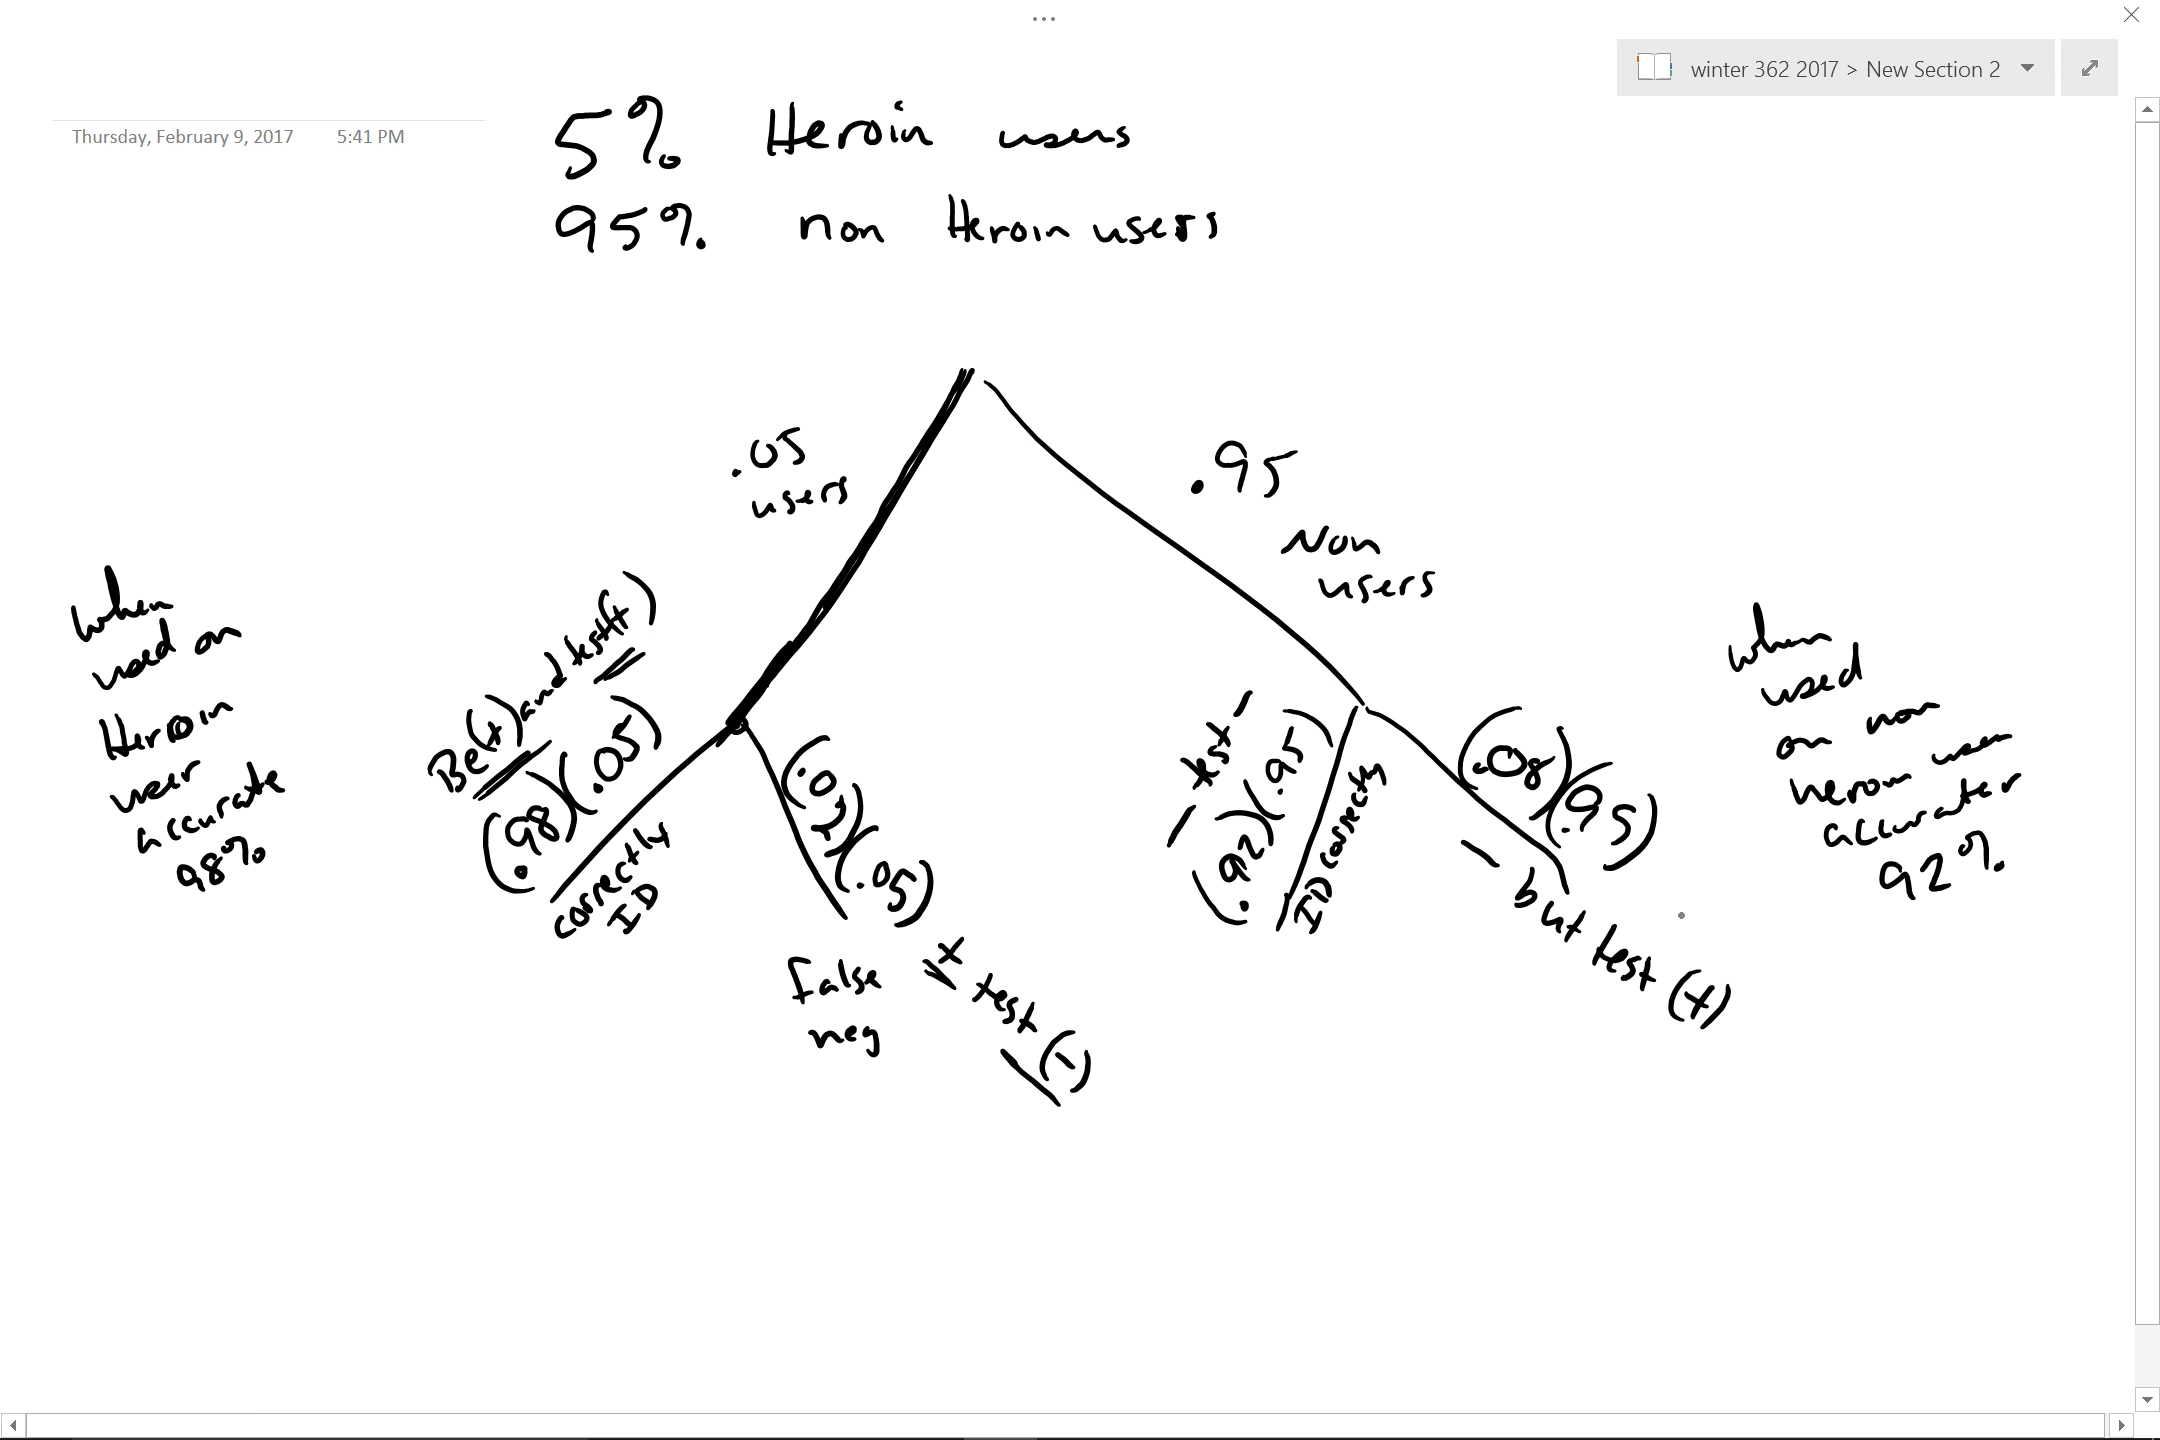 winter 362 2017 > New Section 2
Thursday, February 9, 2017 5:41 PM
5% Heroin users
95% non Heroin users
.05
users
.95
Non
users
when
used on
Heroin
user
accurate
98%
Be(+) and test(+)
(.98)(.05)
correctly
ID
(.02)(.05)
false
neg
+ test (-)
- test -
(.92)(.95)
ID correctly
(.08)(.95)
- but test (+)
when
used
on non
heroin user
accurate
92%